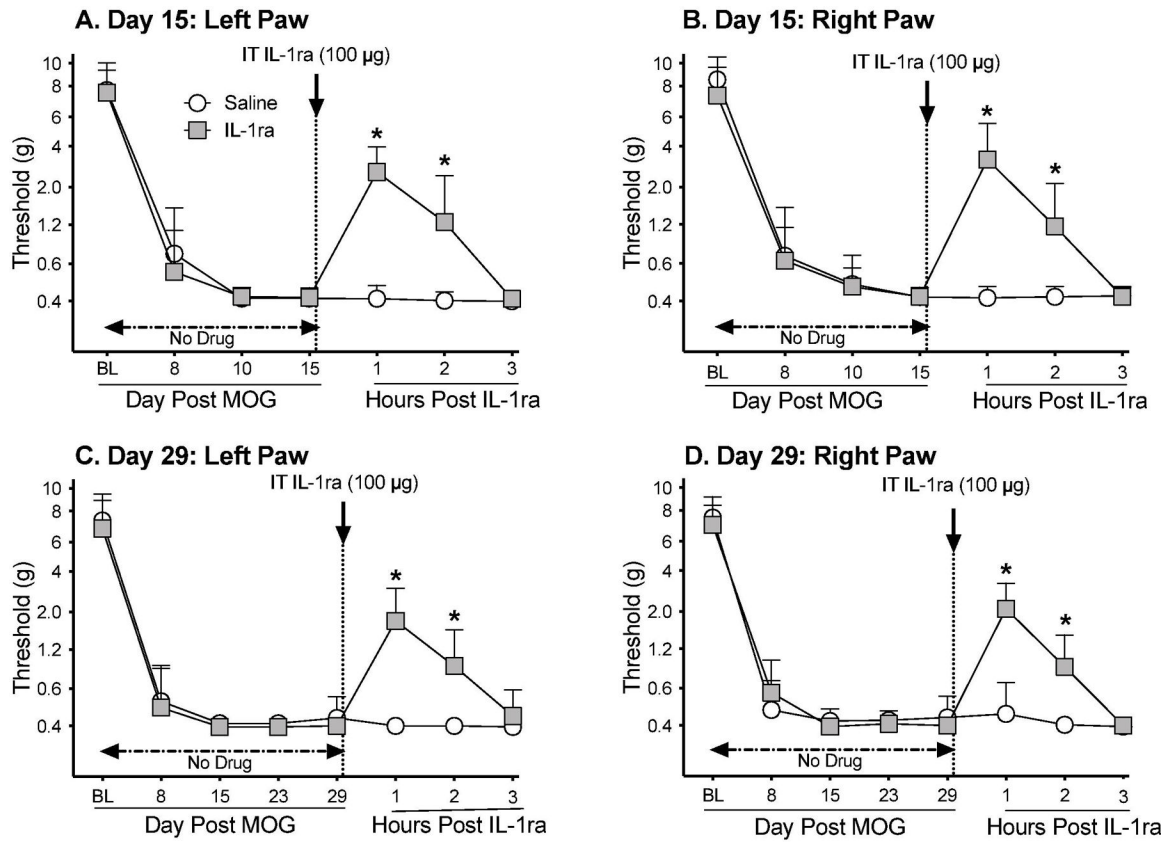 A. Day 15: Left Paw
IT IL-1ra (100 µg)
Threshold (g)
10
8
6
4
2.0
1.2
0.6
0.4
Saline
IL-1ra
*
*
No Drug
BL 8 10 15 1 2 3
Day Post MOG Hours Post IL-1ra
B. Day 15: Right Paw
IT IL-1ra (100 µg)
Threshold (g)
10
8
6
4
2.0
1.2
0.6
0.4
*
*
No Drug
BL 8 10 15 1 2 3
Day Post MOG Hours Post IL-1ra
C. Day 29: Left Paw
IT IL-1ra (100 µg)
Threshold (g)
10
8
6
4
2.0
1.2
0.6
0.4
*
*
No Drug
BL 8 15 23 29 1 2 3
Day Post MOG Hours Post IL-1ra
D. Day 29: Right Paw
IT IL-1ra (100 µg)
Threshold (g)
10
8
6
4
2.0
1.2
0.6
0.4
*
*
No Drug
BL 8 15 23 29 1 2 3
Day Post MOG Hours Post IL-1ra